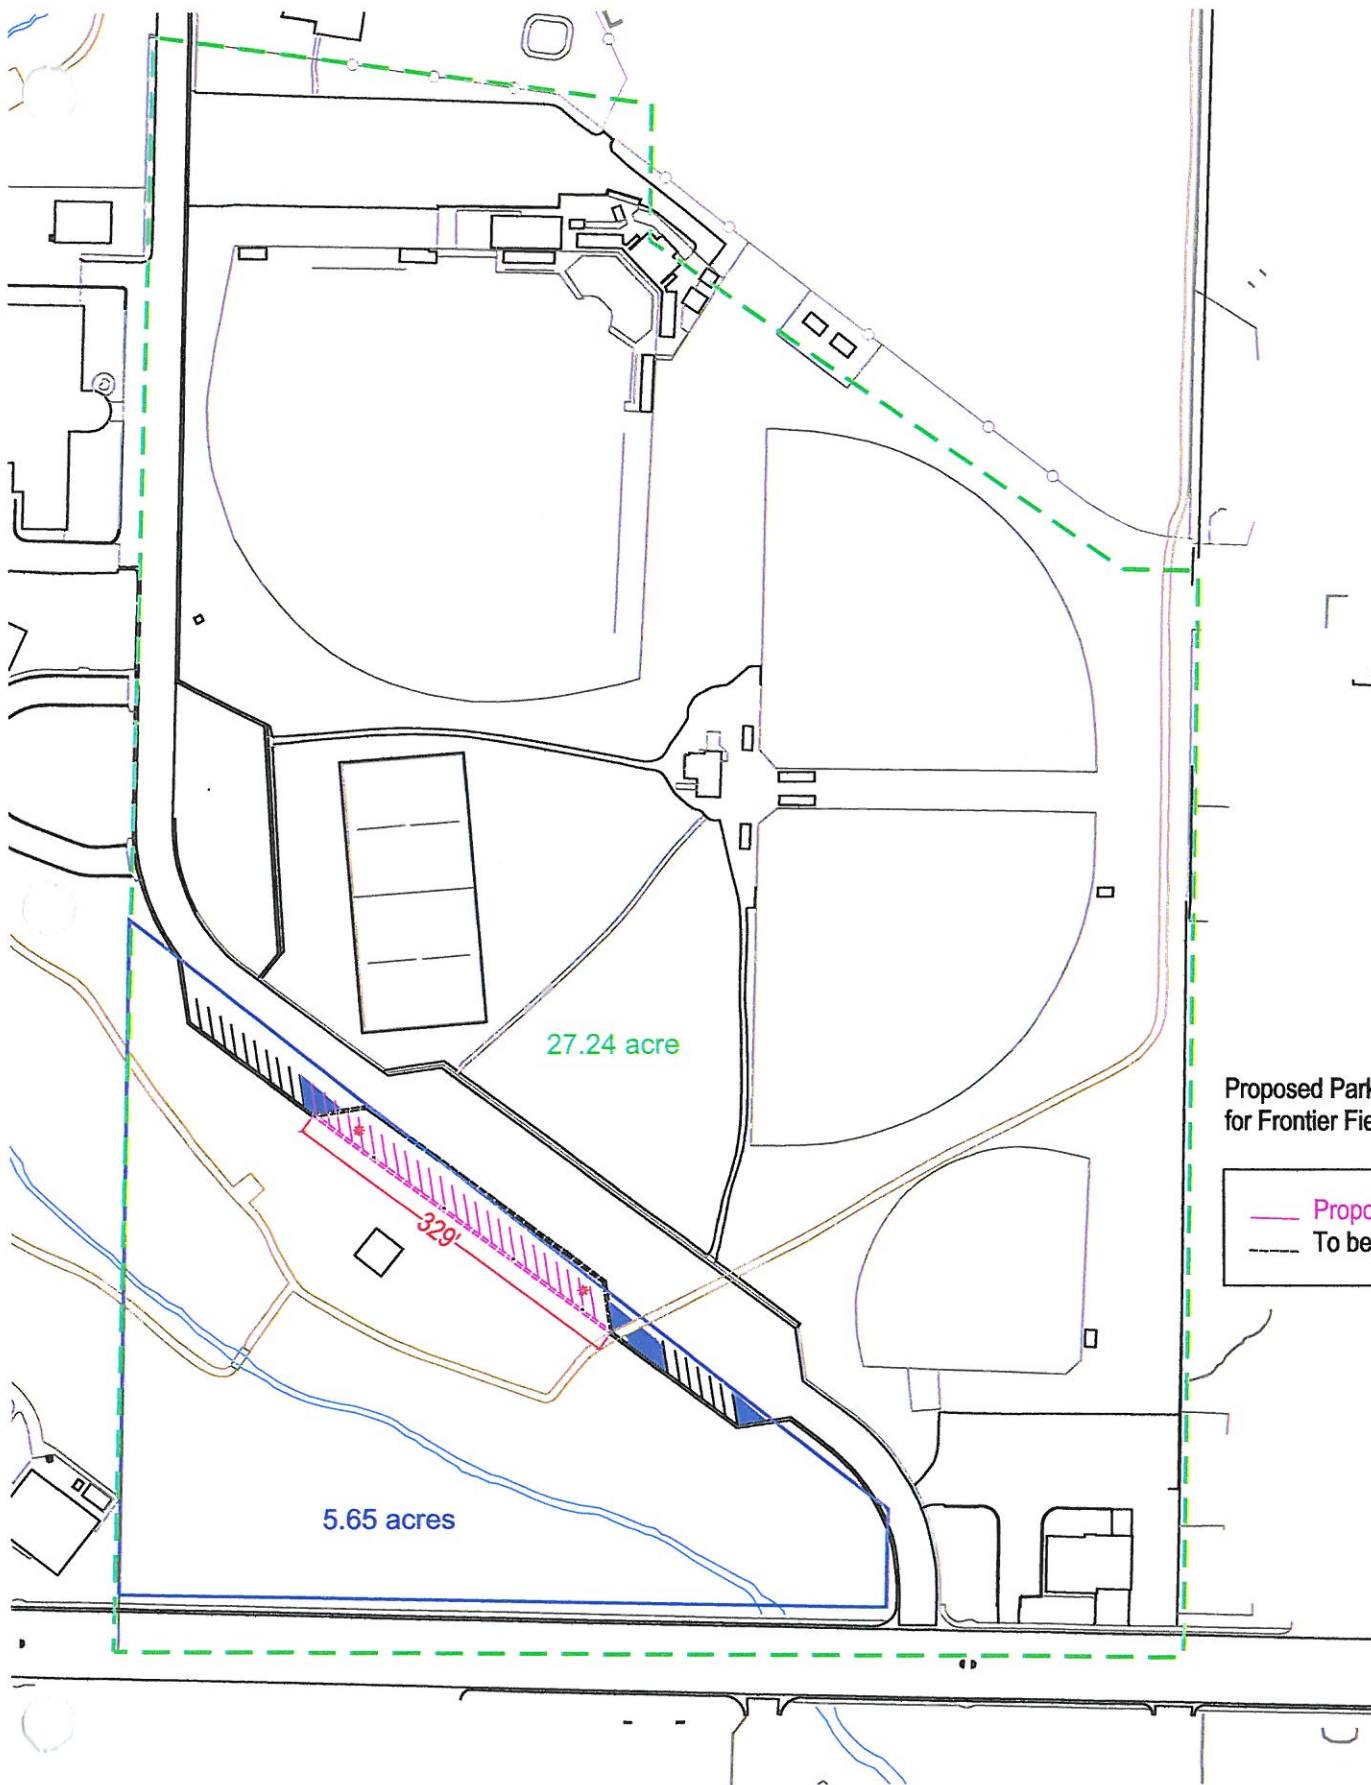 27.24 acre
Proposed Park
for Frontier Fie
Propo
To be
329'
5.65 acres